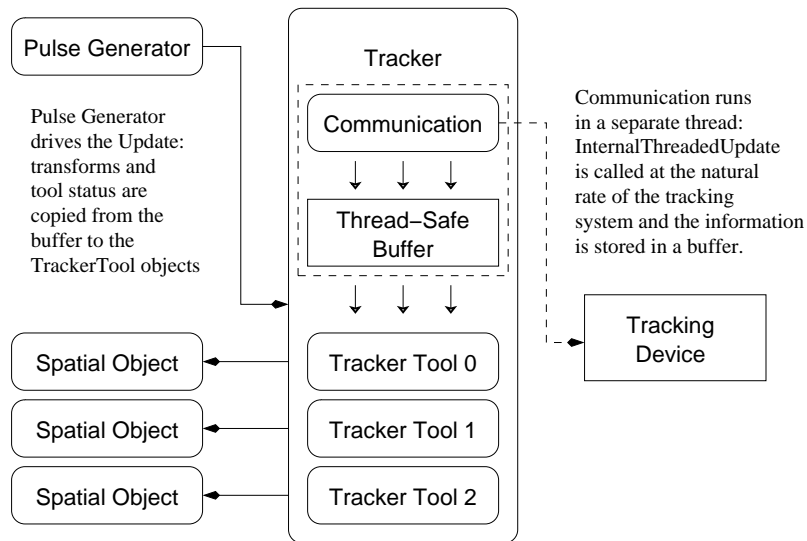 Pulse Generator
Pulse Generator
drives the Update:
transforms and
tool status are
copied from the
buffer to the
TrackerTool objects
Tracker
Communication
Thread−Safe
Buffer
Communication runs
in a separate thread:
InternalThreadedUpdate
is called at the natural
rate of the tracking
system and the information
is stored in a buffer.
Tracking
Device
Spatial Object
Tracker Tool 0
Spatial Object
Tracker Tool 1
Spatial Object
Tracker Tool 2